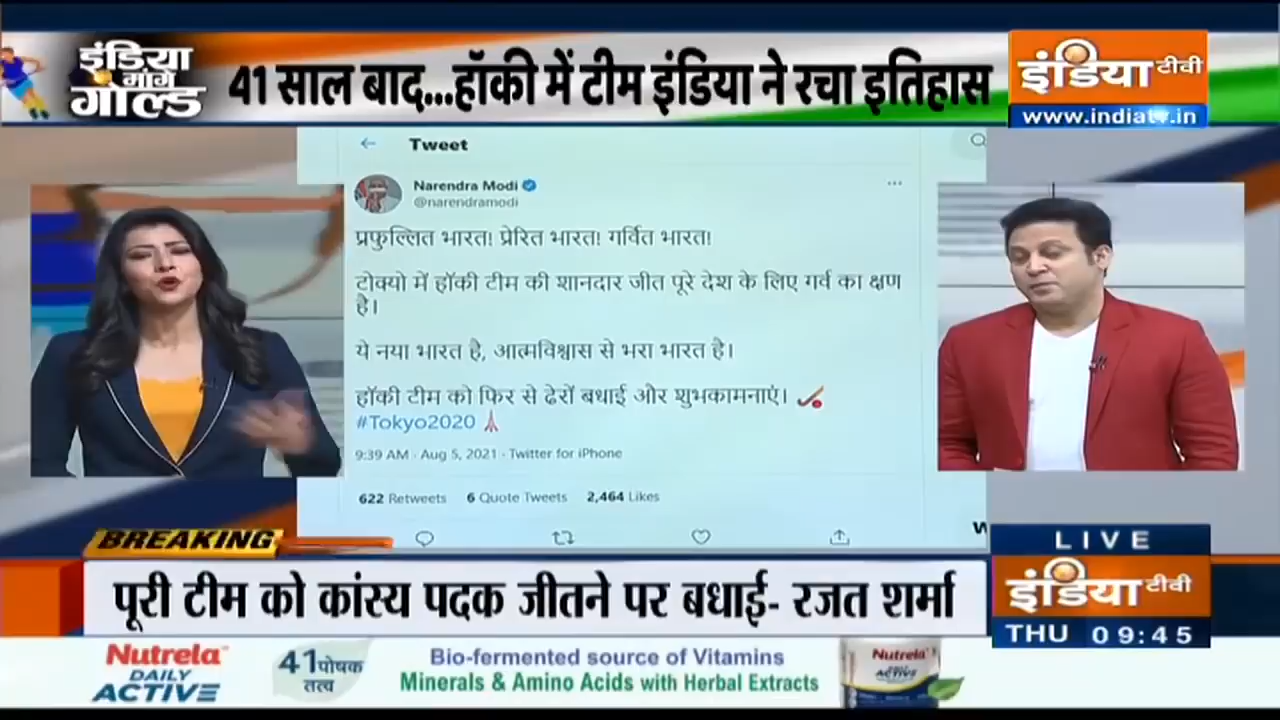 इंडिया
मांगे
गोल्ड
41 साल बाद...हॉकी में टीम इंडिया ने रचा इतिहास
इंडिया टीवी
www.indiatv.in
Tweet
Narendra Modi
@narendramodi
प्रफुल्लित भारत! प्रेरित भारत! गर्वित भारत!
टोक्यो में हॉकी टीम की शानदार जीत पूरे देश के लिए गर्व का क्षण
है।
ये नया भारत है, आत्मविश्वास से भरा भारत है।
हॉकी टीम को फिर से ढेरों बधाई और शुभकामनाएं। 🏑
#Tokyo2020 🗼
9:39 AM · Aug 5, 2021 · Twitter for iPhone
622 Retweets 6 Quote Tweets 2,464 Likes
W
BREAKING
पूरी टीम को कांस्य पदक जीतने पर बधाई- रजत शर्मा
LIVE
इंडिया टीवी
THU 09:45
Nutrela
DAILY
ACTIVE
41 पोषक
तत्व
Bio-fermented source of Vitamins
Minerals & Amino Acids with Herbal Extracts
Nutrela
DAILY
ACTIVE